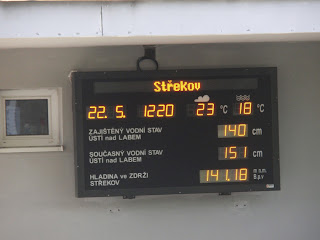 Střekov
22. 5. 1220 23 °C 18 °C
ZAJIŠTĚNÝ VODNÍ STAV
ÚSTÍ nad LABEM 140 cm
SOUČASNÝ VODNÍ STAV
ÚSTÍ nad LABEM 151 cm
HLADINA ve ZDRŽI
STŘEKOV 141.18 m n.m.
B.p.v